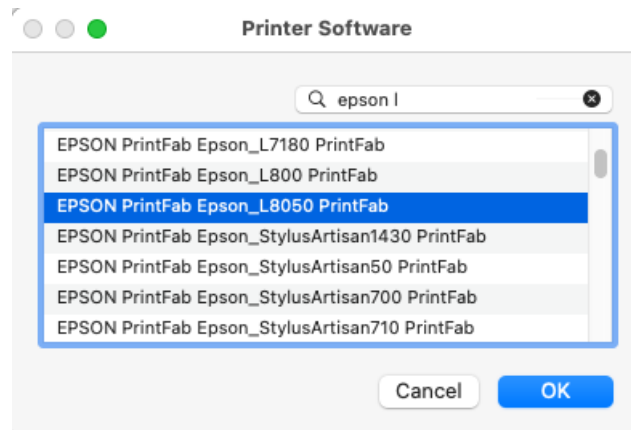 Printer Software
epson l
EPSON PrintFab Epson_L7180 PrintFab
EPSON PrintFab Epson_L800 PrintFab
EPSON PrintFab Epson_L8050 PrintFab
EPSON PrintFab Epson_StylusArtisan1430 PrintFab
EPSON PrintFab Epson_StylusArtisan50 PrintFab
EPSON PrintFab Epson_StylusArtisan700 PrintFab
EPSON PrintFab Epson_StylusArtisan710 PrintFab
Cancel OK